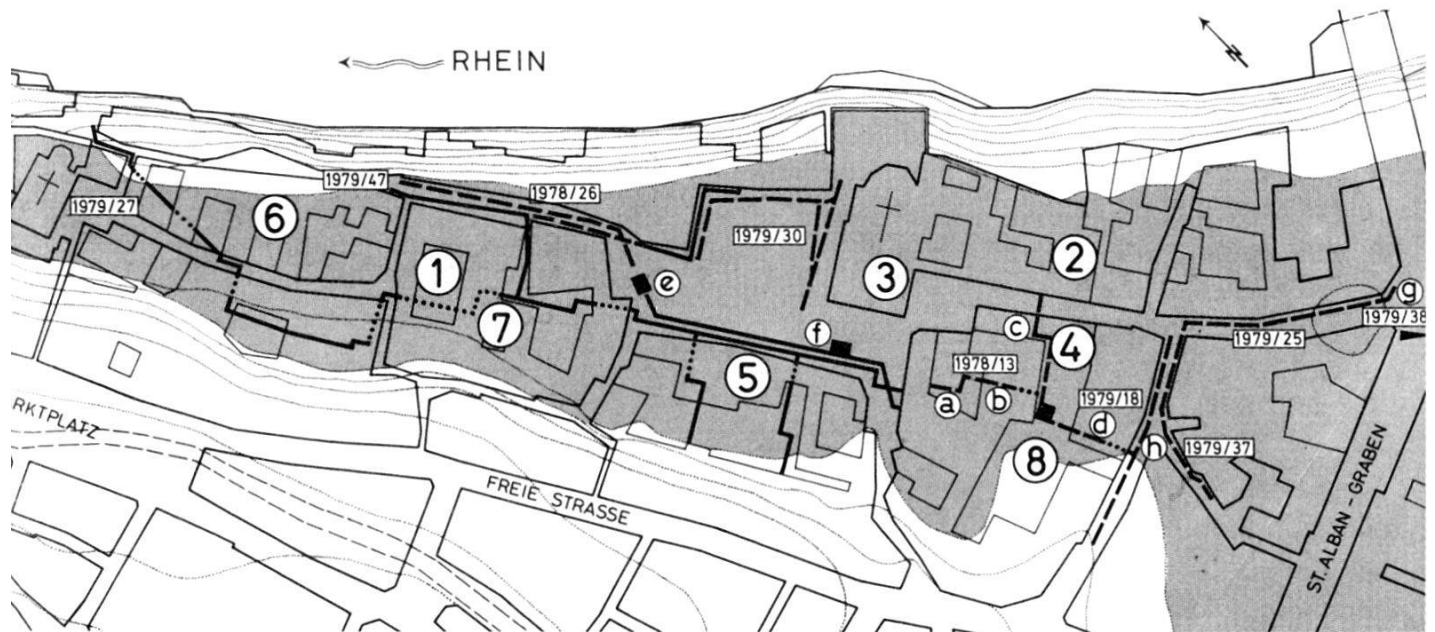 RHEIN
N
1979/47
1978/26
1979/27
6
1979/30
1
3
2
e
g
7
c
1979/38
f
4
1979/25
1978/13
5
a
b
1979/18
d
RKTPLATZ
h
1979/37
8
FREIE STRASSE
ST. ALBAN - GRABEN